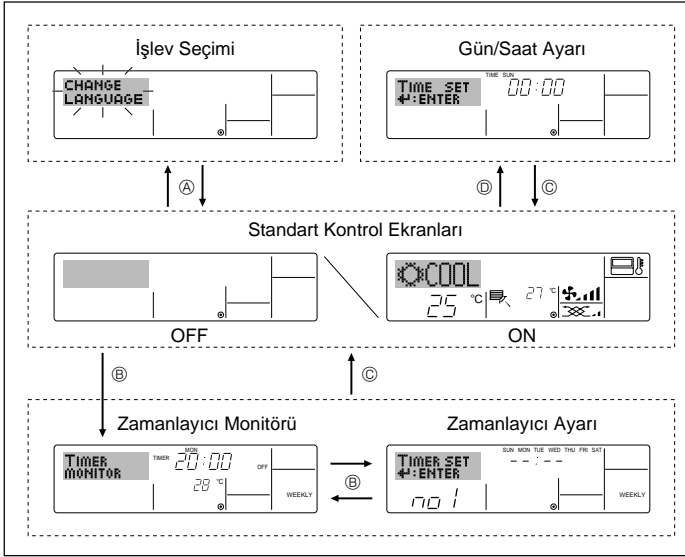 İşlev Seçimi
CHANGE
LANGUAGE
Gün/Saat Ayarı
TIME SUN
TIME SET
↵:ENTER
00:00
Ⓐ
Ⓓ
Ⓒ
Standart Kontrol Ekranları
COOL
25 °C
27 °C
OFF
ON
Ⓑ
Ⓒ
Zamanlayıcı Monitörü
TIMER
MONITOR
MON
TIMER 20:00 OFF
28 °C
WEEKLY
Ⓑ
Zamanlayıcı Ayarı
SUN MON TUE WED THU FRI SAT
TIMER SET
↵:ENTER
--:--
no 1
WEEKLY